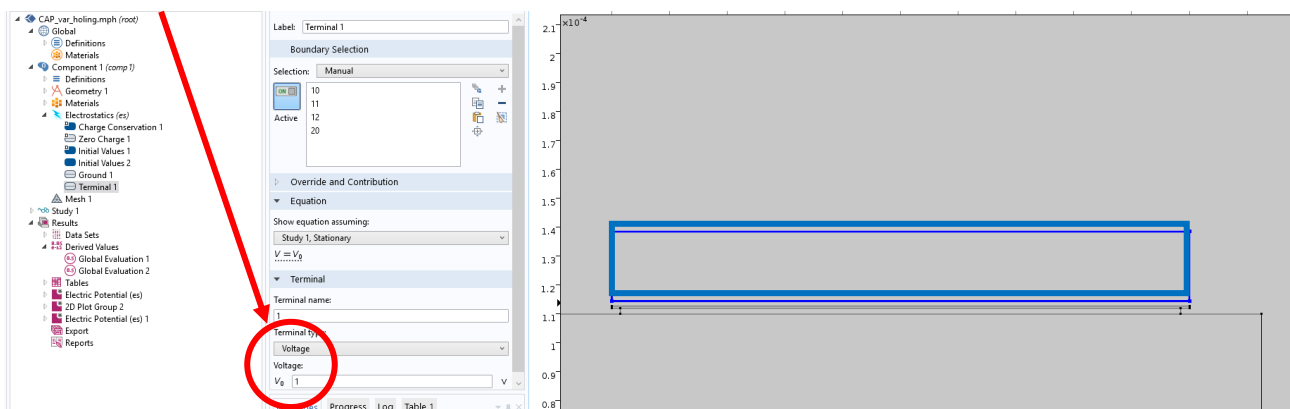 CAP_var_holing.mph (root)
Global
Definitions
Materials
Component 1 (comp1)
Definitions
Geometry 1
Materials
Electrostatics (es)
Charge Conservation 1
Zero Charge 1
Initial Values 1
Initial Values 2
Ground 1
Terminal 1
Mesh 1
Study 1
Results
Data Sets
Derived Values
Global Evaluation 1
Global Evaluation 2
Tables
Electric Potential (es)
2D Plot Group 2
Electric Potential (es) 1
Export
Reports
Label: Terminal 1
Boundary Selection
Selection: Manual
Active
10
11
12
20
Override and Contribution
Equation
Show equation assuming:
Study 1, Stationary
V = V₀
Terminal
Terminal name:
1
Terminal type:
Voltage
Voltage:
V₀ 1 V
Progress Log Table 1
×10⁻⁴
2.1
2
1.9
1.8
1.7
1.6
1.5
1.4
1.3
1.2
1.1
1
0.9
0.8